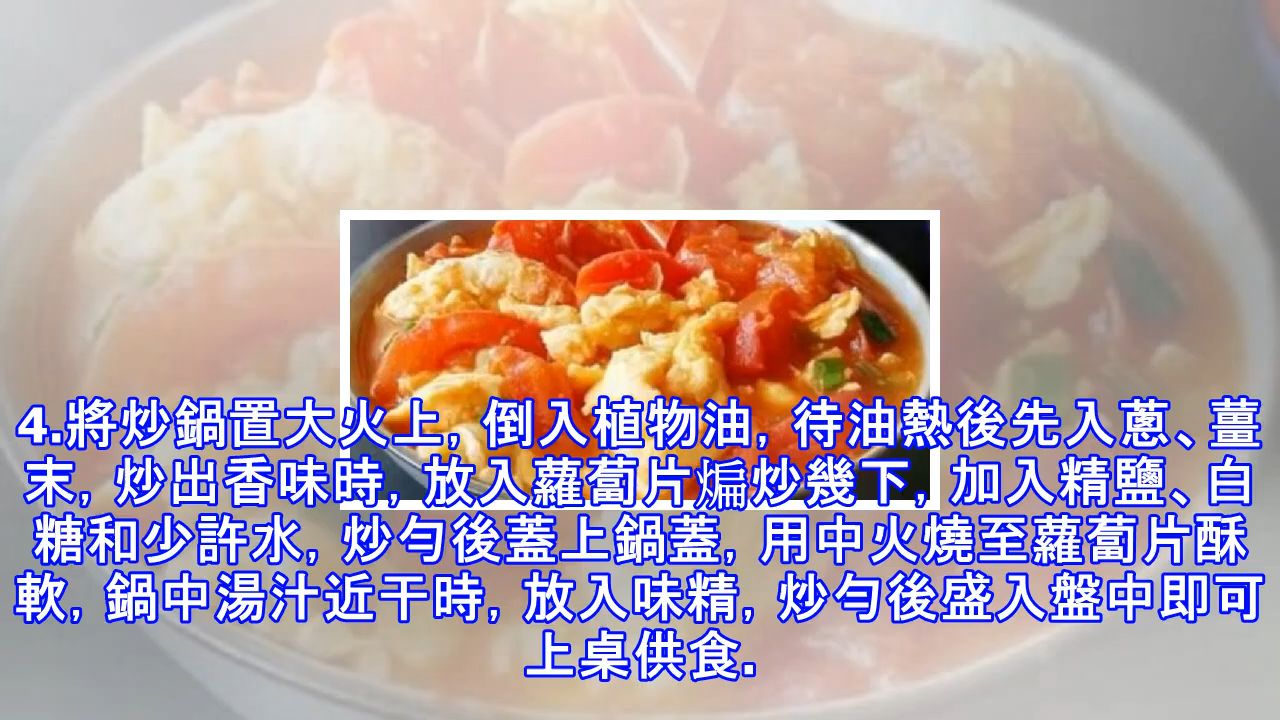 4.將炒鍋置大火上, 倒入植物油, 待油熱後先入蔥、薑
末, 炒出香味時, 放入蘿蔔片煸炒幾下, 加入精鹽、白
糖和少許水, 炒勻後蓋上鍋蓋, 用中火燒至蘿蔔片酥
軟, 鍋中湯汁近干時, 放入味精, 炒勻後盛入盤中即可
上桌供食.